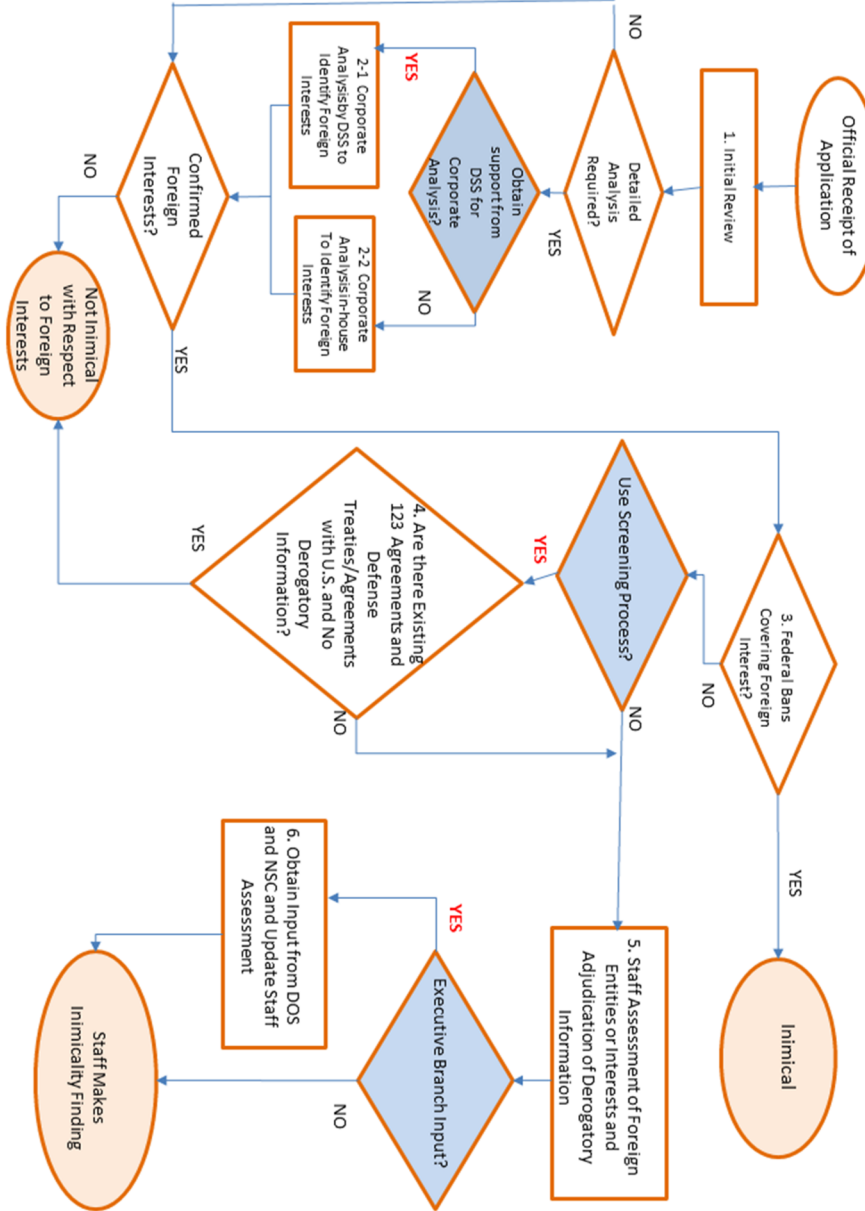 Official Receipt of
Application
1. Initial Review
Detailed
Analysis
Required?
NO
YES
Obtain
support from
DSS for
Corporate
Analysis?
YES
NO
2-1 Corporate
Analysisby DSS to
Identify Foreign
Interests
2-2 Corporate
Analysis in-house
To Identify Foreign
Interests
Confirmed
Foreign
Interests?
NO
YES
Not Inimical
with Respect
to Foreign
Interests
3. Federal Bans
Covering Foreign
Interest?
NO
YES
Inimical
Use Screening Process?
YES
NO
4. Are there Existing
123 Agreements and
Defense
Treaties/Agreements
with U.S. and No
Derogatory
Information?
YES
NO
5. Staff Assessment of Foreign
Entities or Interests and
Adjudication of Derogatory
Information
Executive Branch Input?
YES
NO
6. Obtain Input from DOS
and NSC and Update Staff
Assessment
Staff Makes
Inimicality Finding